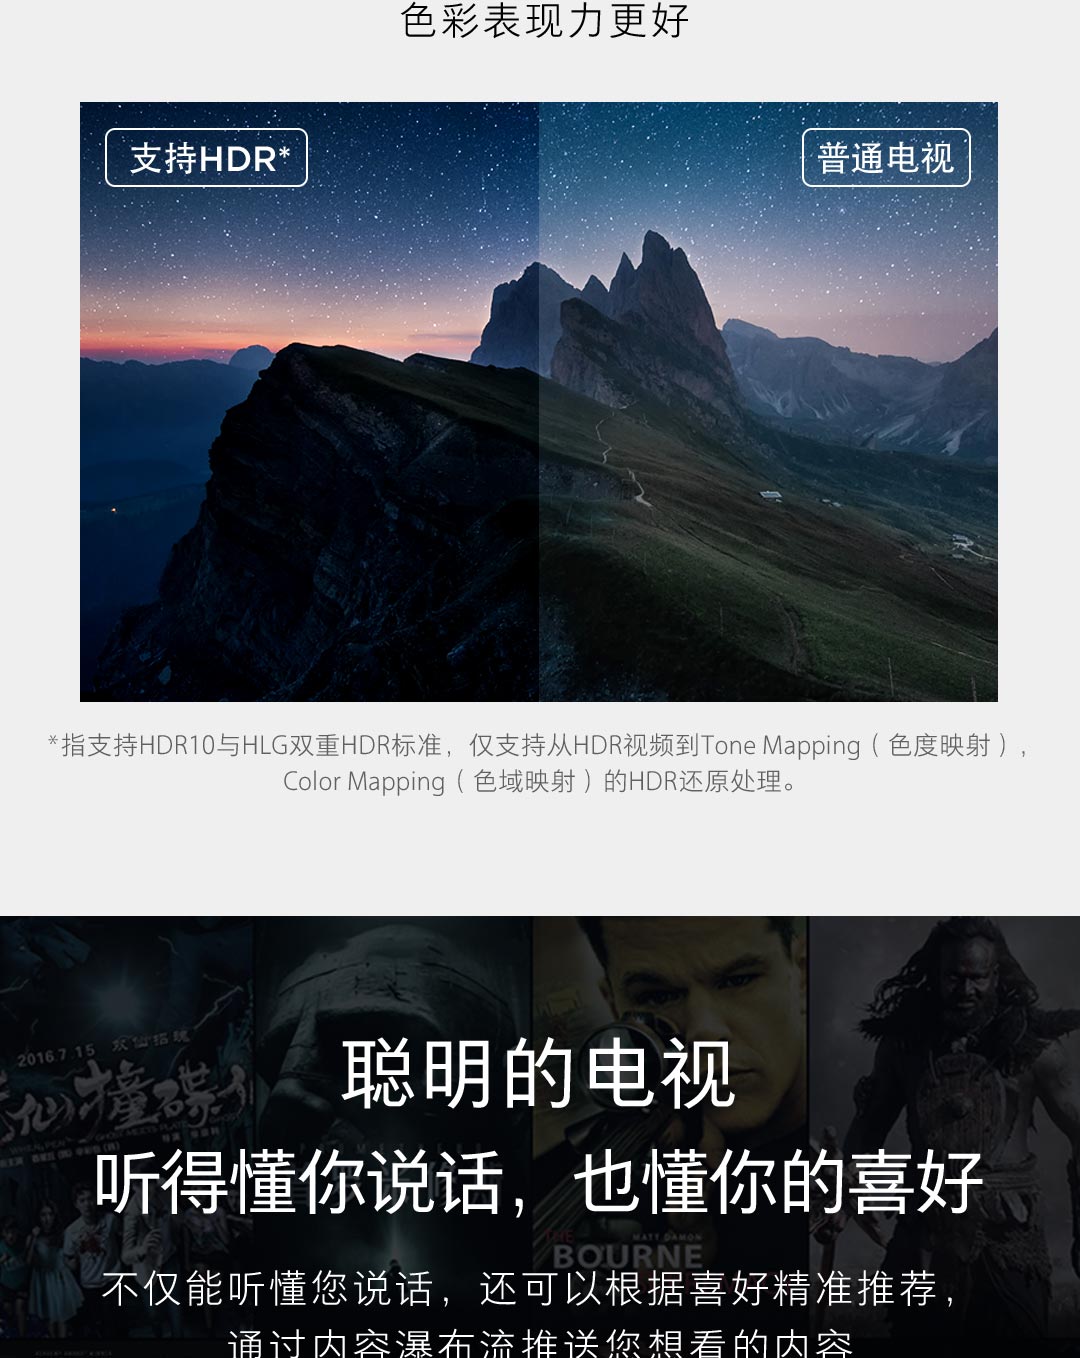 色彩表现力更好
支持HDR*
普通电视
*指支持HDR10与HLG双重HDR标准，仅支持从HDR视频到Tone Mapping（色度映射），
Color Mapping（色域映射）的HDR还原处理。
2016.7.15
聪明的电视
听得懂你说话，也懂你的喜好
THE
MATT DAMON
BOURNE
不仅能听懂您说话，还可以根据喜好精准推荐，
通过内容瀑布流推送您想看的内容